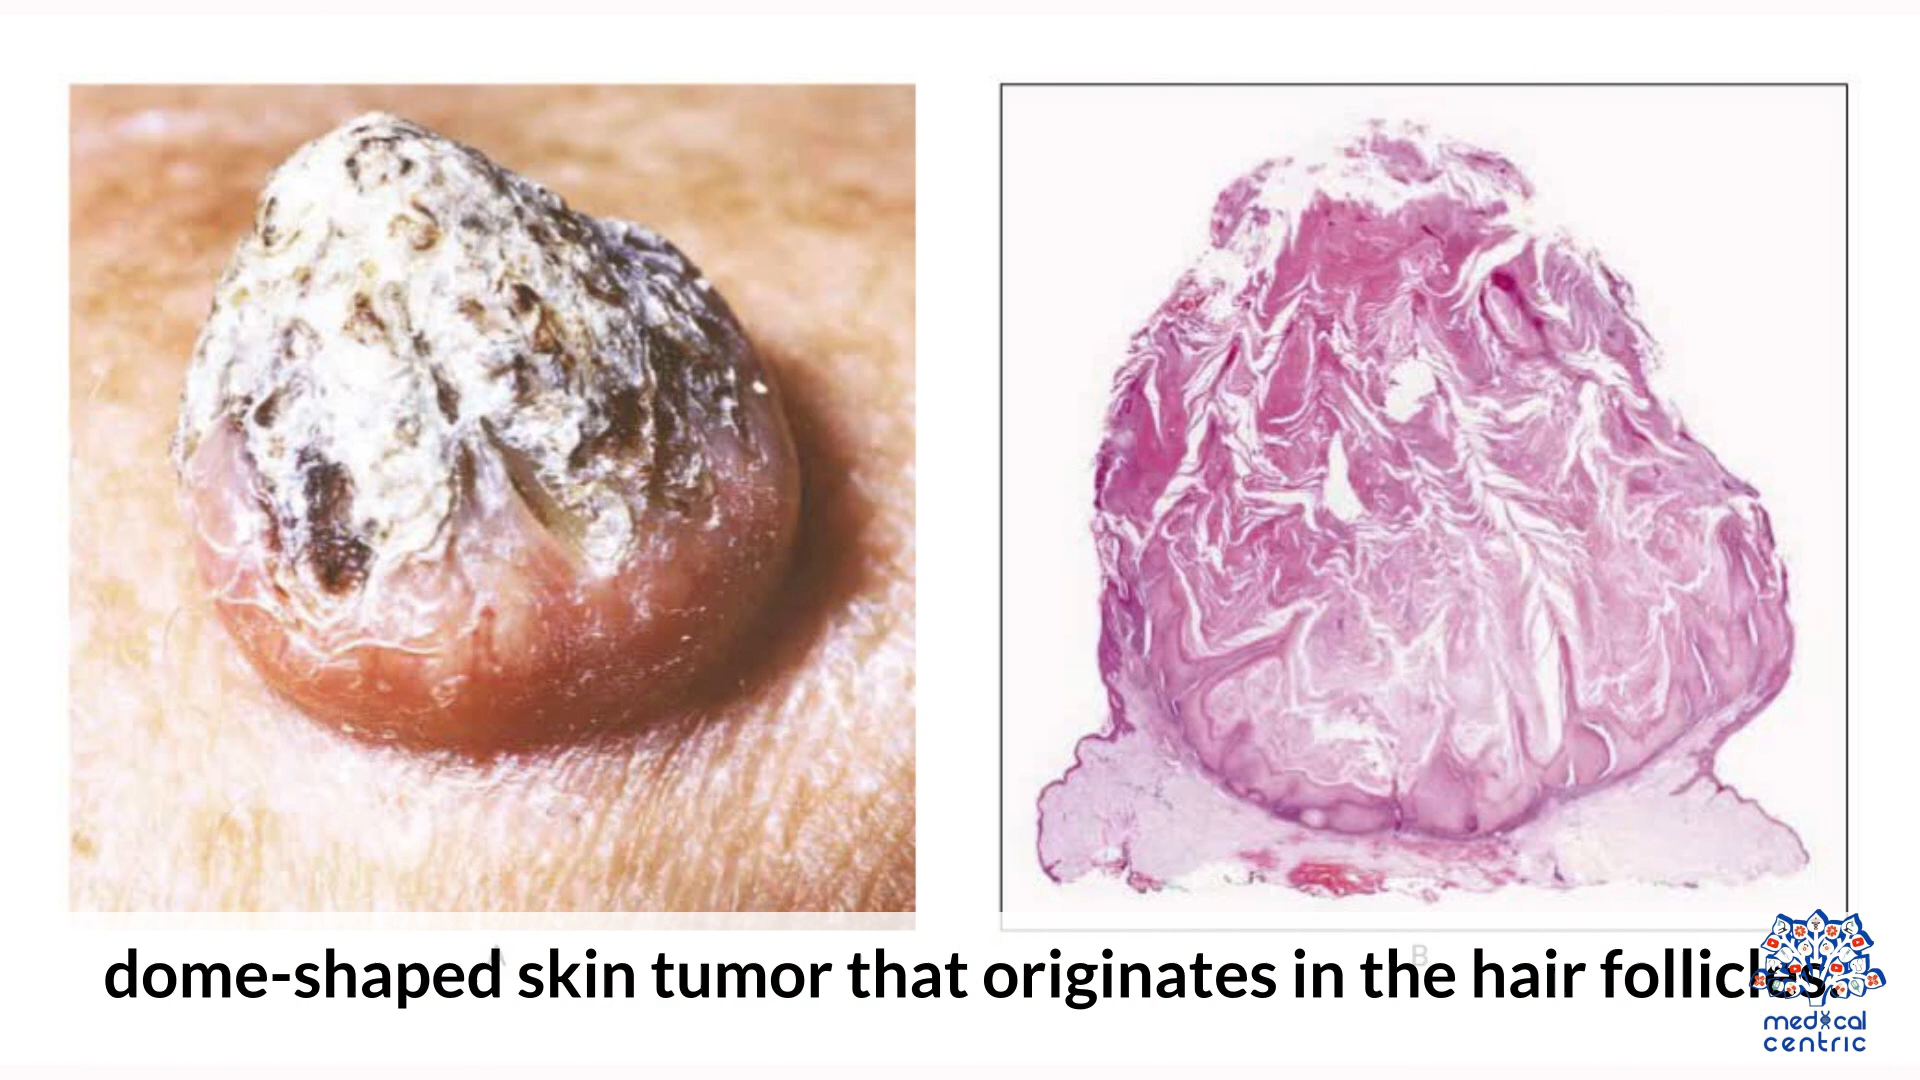 A
B
dome-shaped skin tumor that originates in the hair follicles.
medical
centric